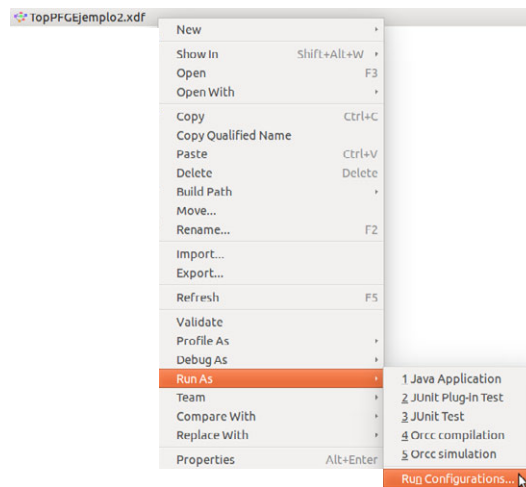 TopPFGEjemplo2.xdf
New
Show In Shift+Alt+W
Open F3
Open With
Copy Ctrl+C
Copy Qualified Name
Paste Ctrl+V
Delete Delete
Build Path
Move...
Rename... F2
Import...
Export...
Refresh F5
Validate
Profile As
Debug As
Run As
Team
Compare With
Replace With
Properties Alt+Enter
1 Java Application
2 JUnit Plug-in Test
3 JUnit Test
4 Orcc compilation
5 Orcc simulation
Run Configurations...